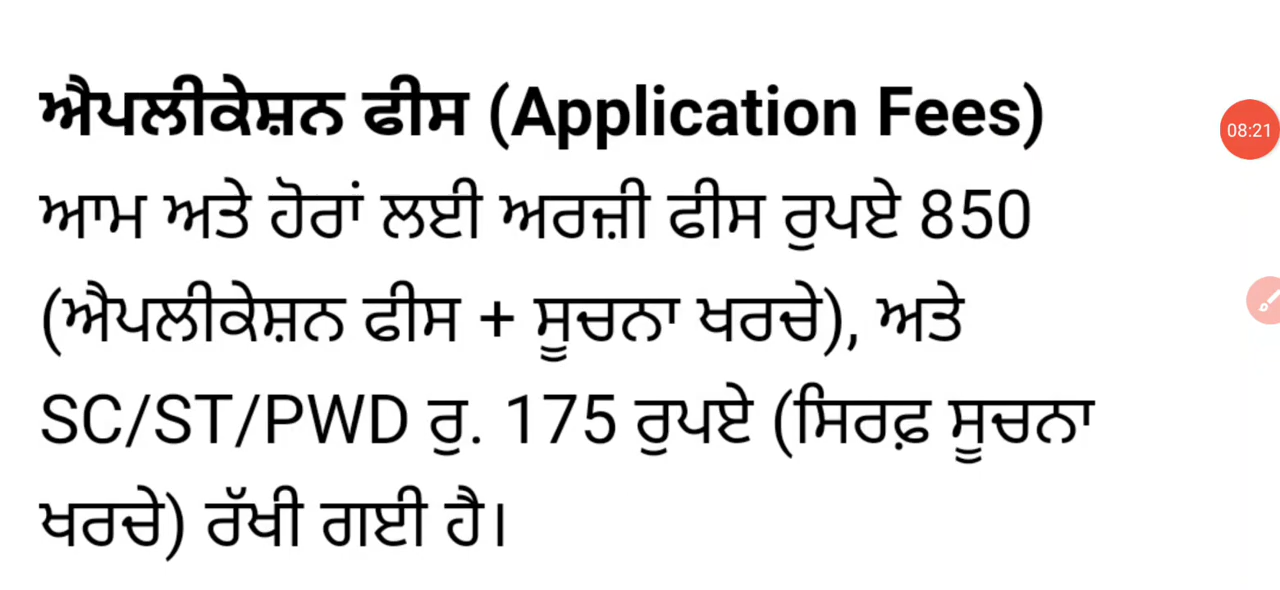 ਐਪਲੀਕੇਸ਼ਨ ਫੀਸ (Application Fees)
08:21
ਆਮ ਅਤੇ ਹੋਰਾਂ ਲਈ ਅਰਜ਼ੀ ਫੀਸ ਰੁਪਏ 850
(ਐਪਲੀਕੇਸ਼ਨ ਫੀਸ + ਸੂਚਨਾ ਖਰਚੇ), ਅਤੇ
SC/ST/PWD ਰੁ. 175 ਰੁਪਏ (ਸਿਰਫ਼ ਸੂਚਨਾ
ਖਰਚੇ) ਰੱਖੀ ਗਈ ਹੈ।